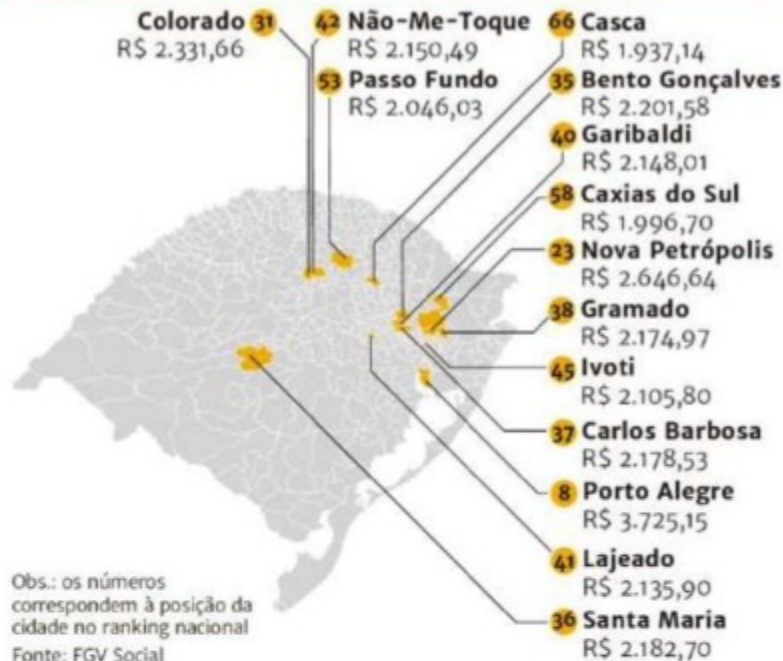 Colorado 31
R$ 2.331,66
42 Não-Me-Toque
R$ 2.150,49
53 Passo Fundo
R$ 2.046,03
66 Casca
R$ 1.937,14
35 Bento Gonçalves
R$ 2.201,58
40 Garibaldi
R$ 2.148,01
58 Caxias do Sul
R$ 1.996,70
23 Nova Petrópolis
R$ 2.646,64
38 Gramado
R$ 2.174,97
45 Ivoti
R$ 2.105,80
37 Carlos Barbosa
R$ 2.178,53
8 Porto Alegre
R$ 3.725,15
41 Lajeado
R$ 2.135,90
36 Santa Maria
R$ 2.182,70
Obs.: os números
correspondem à posição da
cidade no ranking nacional
Fonte: FGV Social